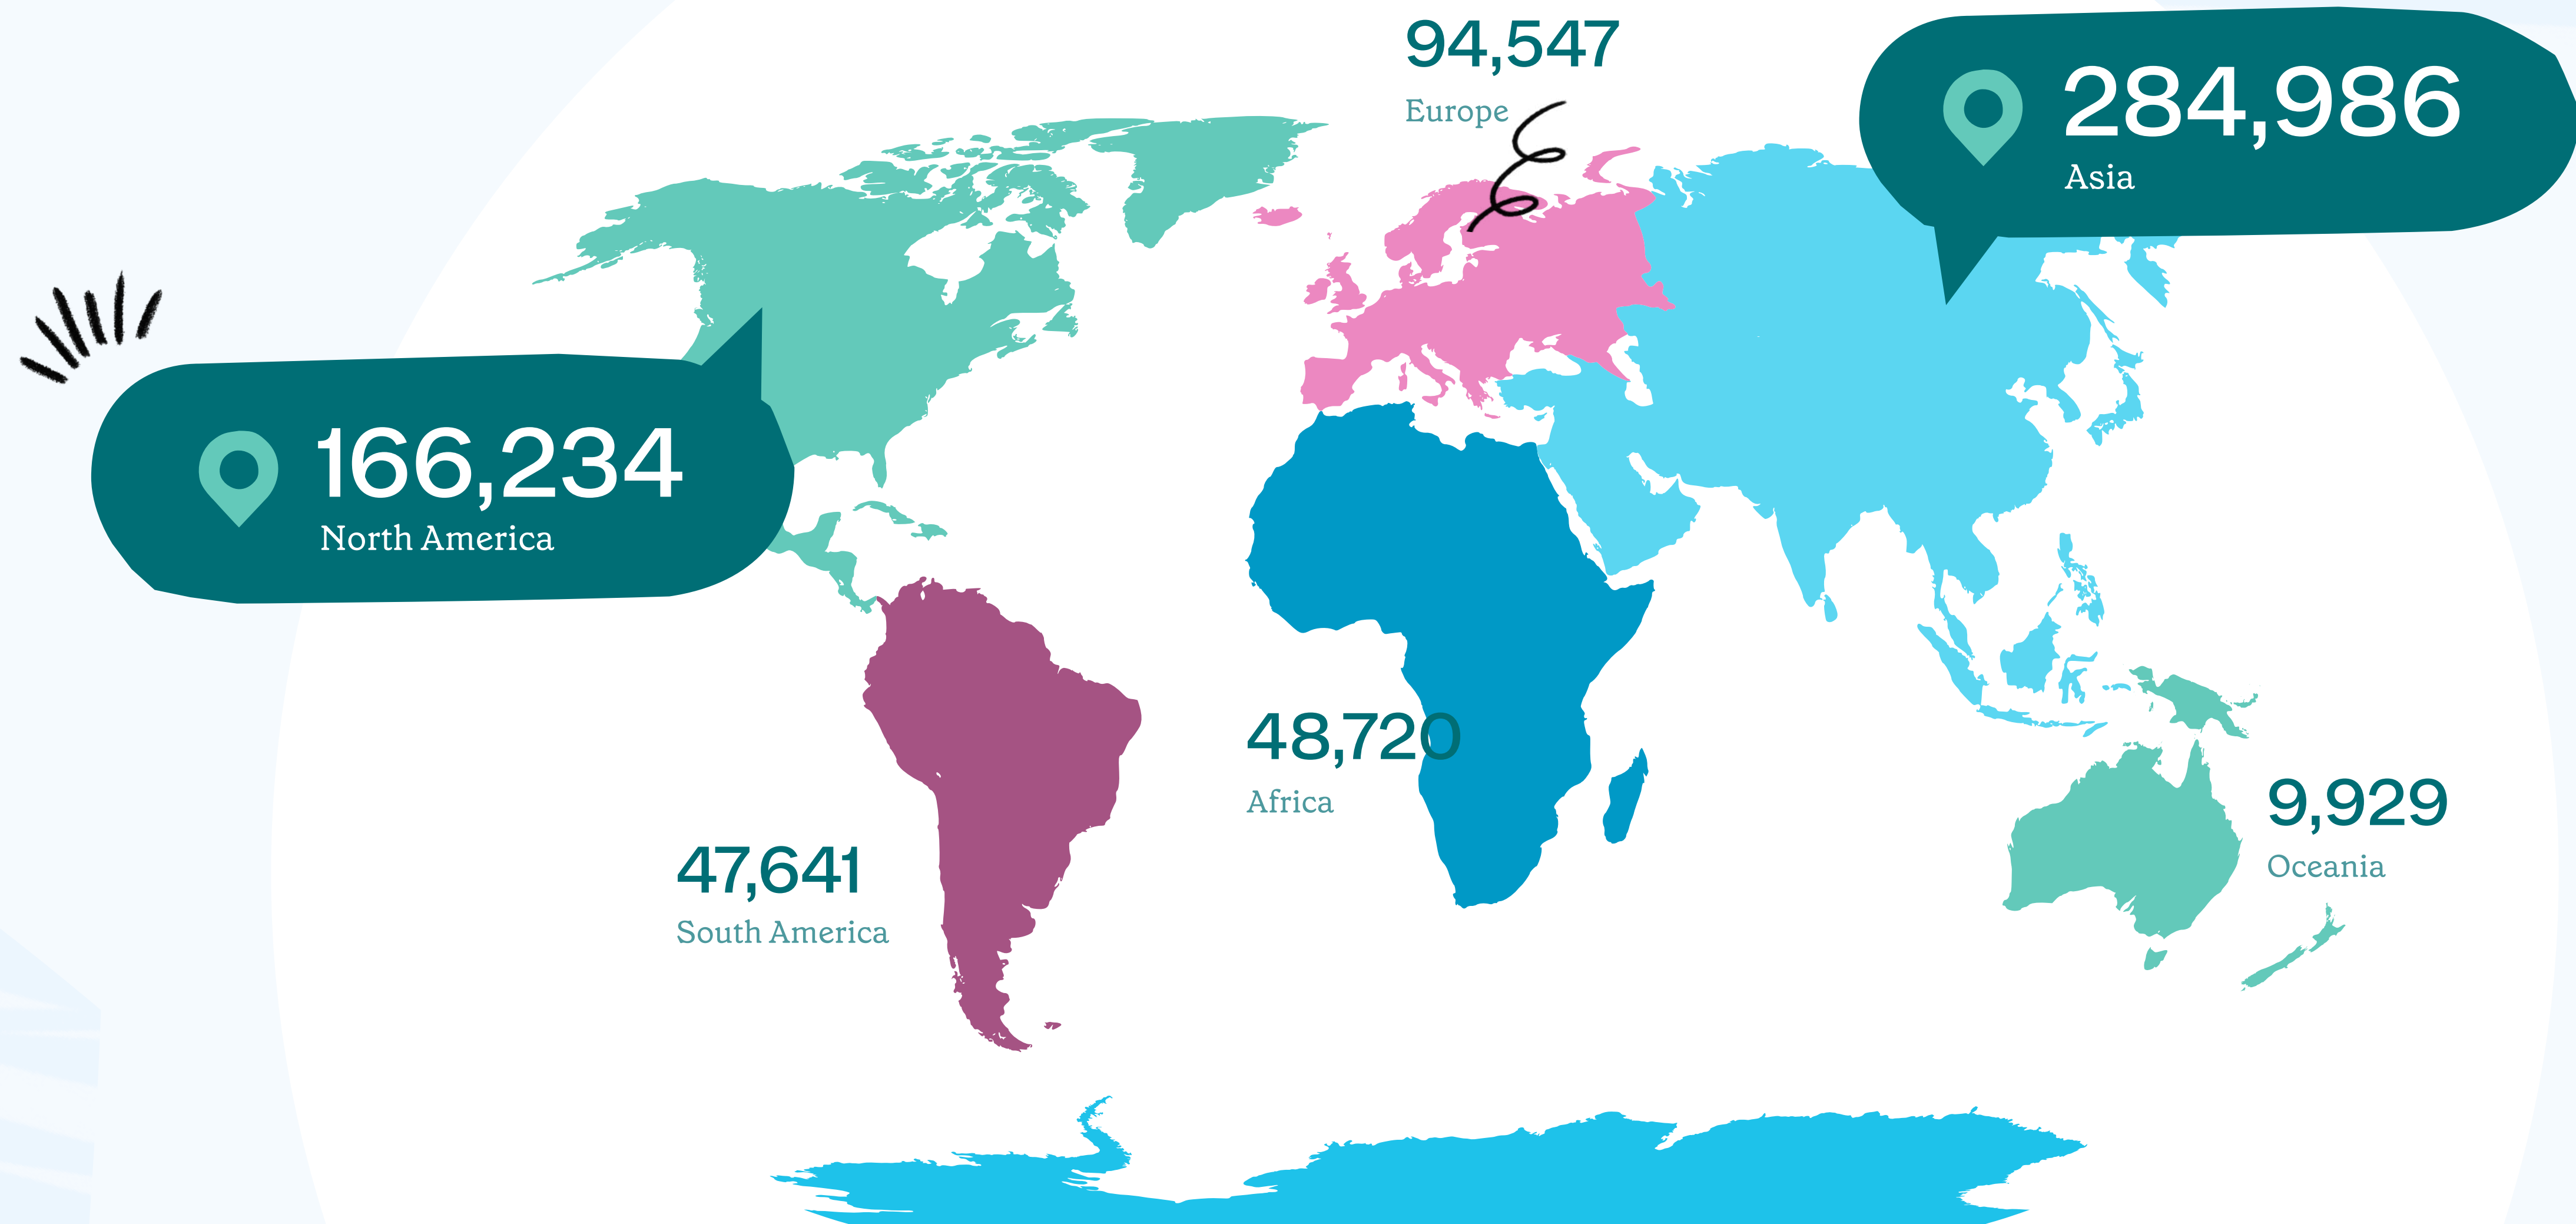 94,547
Europe
284,986
Asia
166,234
North America
48,720
Africa
9,929
Oceania
47,641
South America